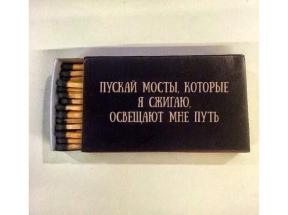 ПУСКАЙ МОСТЫ, КОТОРЫЕ
Я СЖИГАЮ,
ОСВЕЩАЮТ МНЕ ПУТЬ